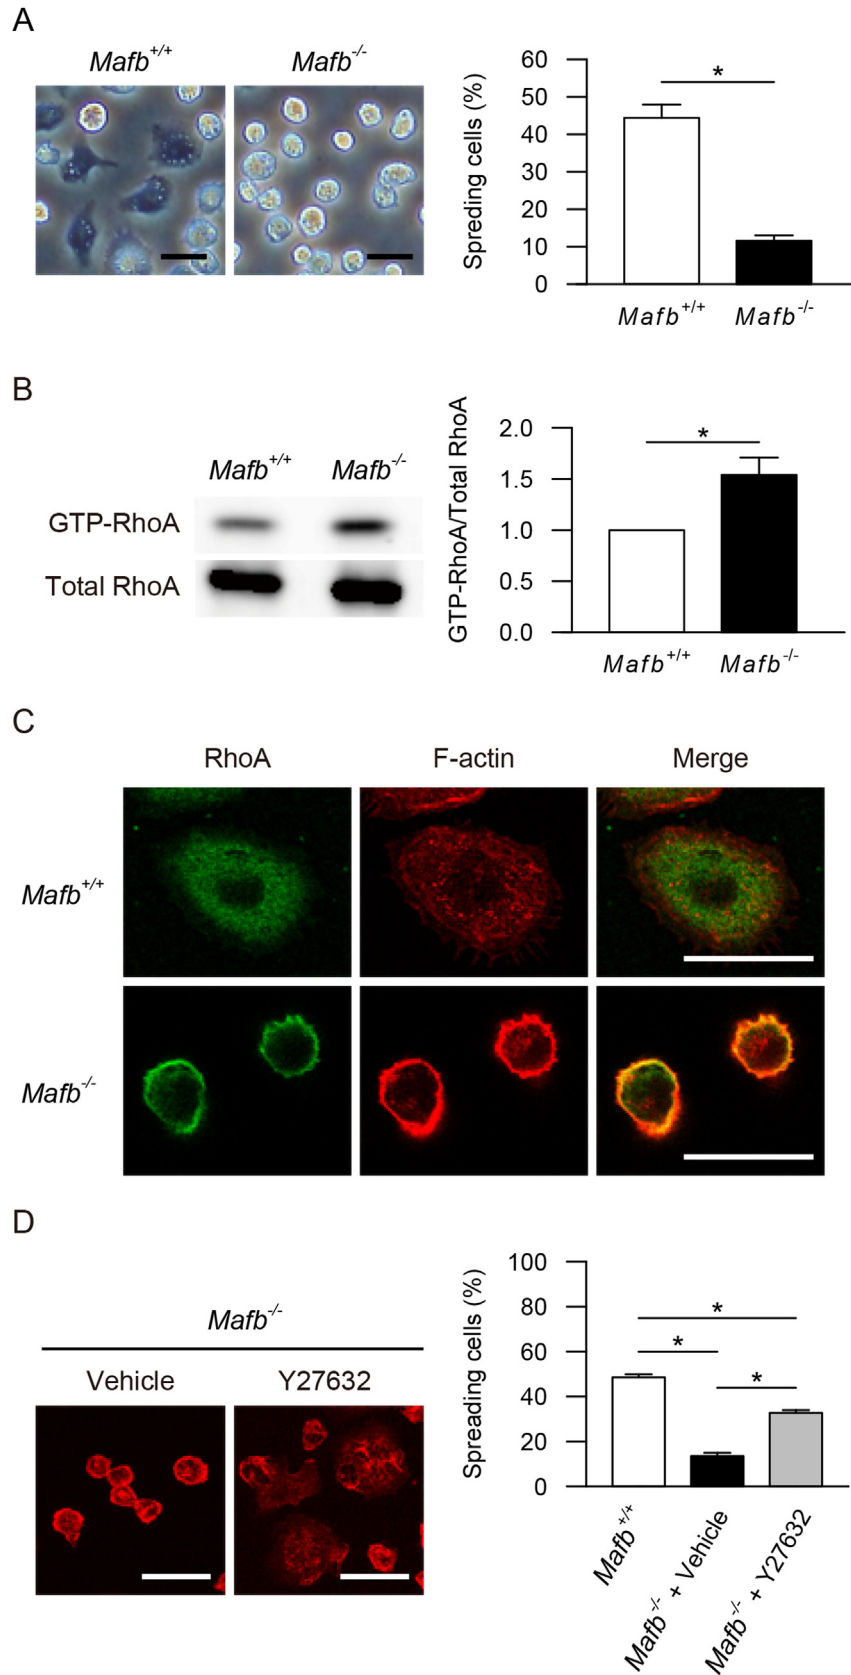 A
Mafb+/+ Mafb-/-
Spreding cells (%)
60
50
40
30
20
10
0
*
Mafb+/+ Mafb-/-
B
Mafb+/+ Mafb-/-
GTP-RhoA
Total RhoA
GTP-RhoA/Total RhoA
2.0
1.5
1.0
0.5
0.0
*
Mafb+/+ Mafb-/-
C
RhoA F-actin Merge
Mafb+/+
Mafb-/-
D
Mafb-/-
Vehicle Y27632
Spreading cells (%)
100
80
60
40
20
0
*
*
*
Mafb+/+
Mafb-/- + Vehicle
Mafb-/- + Y27632